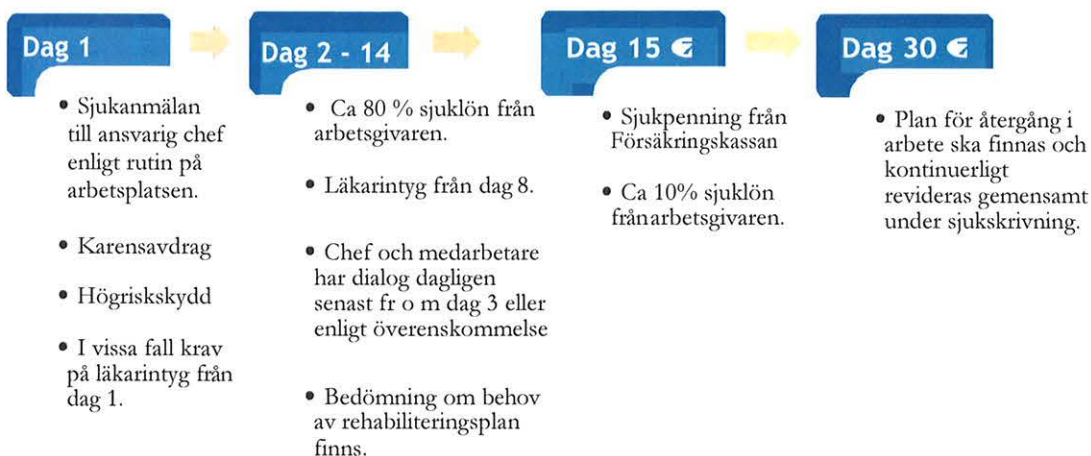 Dag 1
• Sjukanmälan
till ansvarig chef
enligt rutin på
arbetsplatsen.
• Karensavdrag
• Högriskskydd
• I vissa fall krav
på läkarintyg från
dag 1.
Dag 2 - 14
• Ca 80 % sjuklön från
arbetsgivaren.
• Läkarintyg från dag 8.
• Chef och medarbetare
har dialog dagligen
senast fr o m dag 3 eller
enligt överenskommelse
• Bedömning om behov
av rehabiliteringsplan
finns.
Dag 15
• Sjukpenning från
Försäkringskassan
• Ca 10% sjuklön
från arbetsgivaren.
Dag 30
• Plan för återgång i
arbete ska finnas och
kontinuerligt
revideras gemensamt
under sjukskrivning.